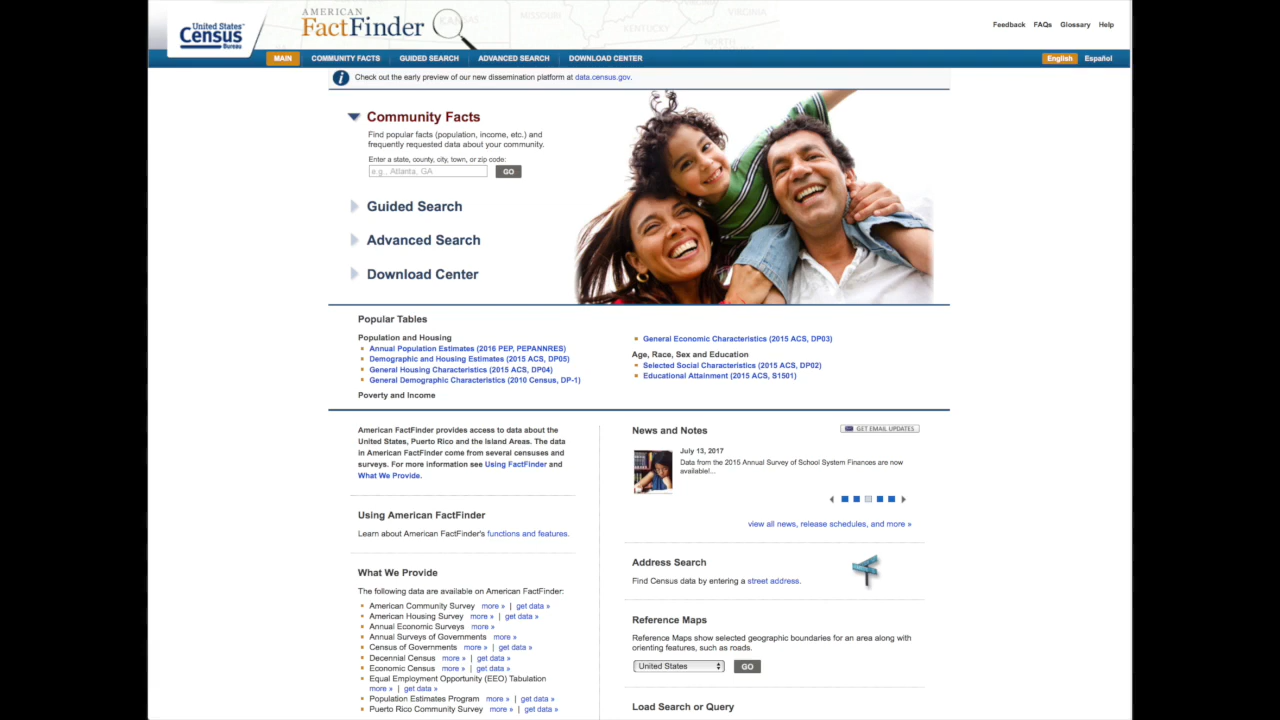 United States™
Census
Bureau
AMERICAN
FactFinder
KANSAS
MISSOURI
KENTUCKY
VIRGINIA
NORTH
Feedback FAQs Glossary Help
MAIN COMMUNITY FACTS GUIDED SEARCH ADVANCED SEARCH DOWNLOAD CENTER
English Español
Check out the early preview of our new dissemination platform at data.census.gov.
Community Facts
Find popular facts (population, income, etc.) and
frequently requested data about your community.
Enter a state, county, city, town, or zip code:
e.g., Atlanta, GA GO
Guided Search
Advanced Search
Download Center
Popular Tables
Population and Housing
Annual Population Estimates (2016 PEP, PEPANNRES)
Demographic and Housing Estimates (2015 ACS, DP05)
General Housing Characteristics (2015 ACS, DP04)
General Demographic Characteristics (2010 Census, DP-1)
Poverty and Income
General Economic Characteristics (2015 ACS, DP03)
Age, Race, Sex and Education
Selected Social Characteristics (2015 ACS, DP02)
Educational Attainment (2015 ACS, S1501)
American FactFinder provides access to data about the
United States, Puerto Rico and the Island Areas. The data
in American FactFinder come from several censuses and
surveys. For more information see Using FactFinder and
What We Provide.
Using American FactFinder
Learn about American FactFinder's functions and features.
What We Provide
The following data are available on American FactFinder:
American Community Survey more » | get data »
American Housing Survey more » | get data »
Annual Economic Surveys more »
Annual Surveys of Governments more »
Census of Governments more » | get data »
Decennial Census more » | get data »
Economic Census more » | get data »
Equal Employment Opportunity (EEO) Tabulation
more » | get data »
Population Estimates Program more » | get data »
Puerto Rico Community Survey more » | get data »
News and Notes
GET EMAIL UPDATES
July 13, 2017
Data from the 2015 Annual Survey of School System Finances are now
available!...
view all news, release schedules, and more »
Address Search
Find Census data by entering a street address.
Reference Maps
Reference Maps show selected geographic boundaries for an area along with
orienting features, such as roads.
United States GO
Load Search or Query